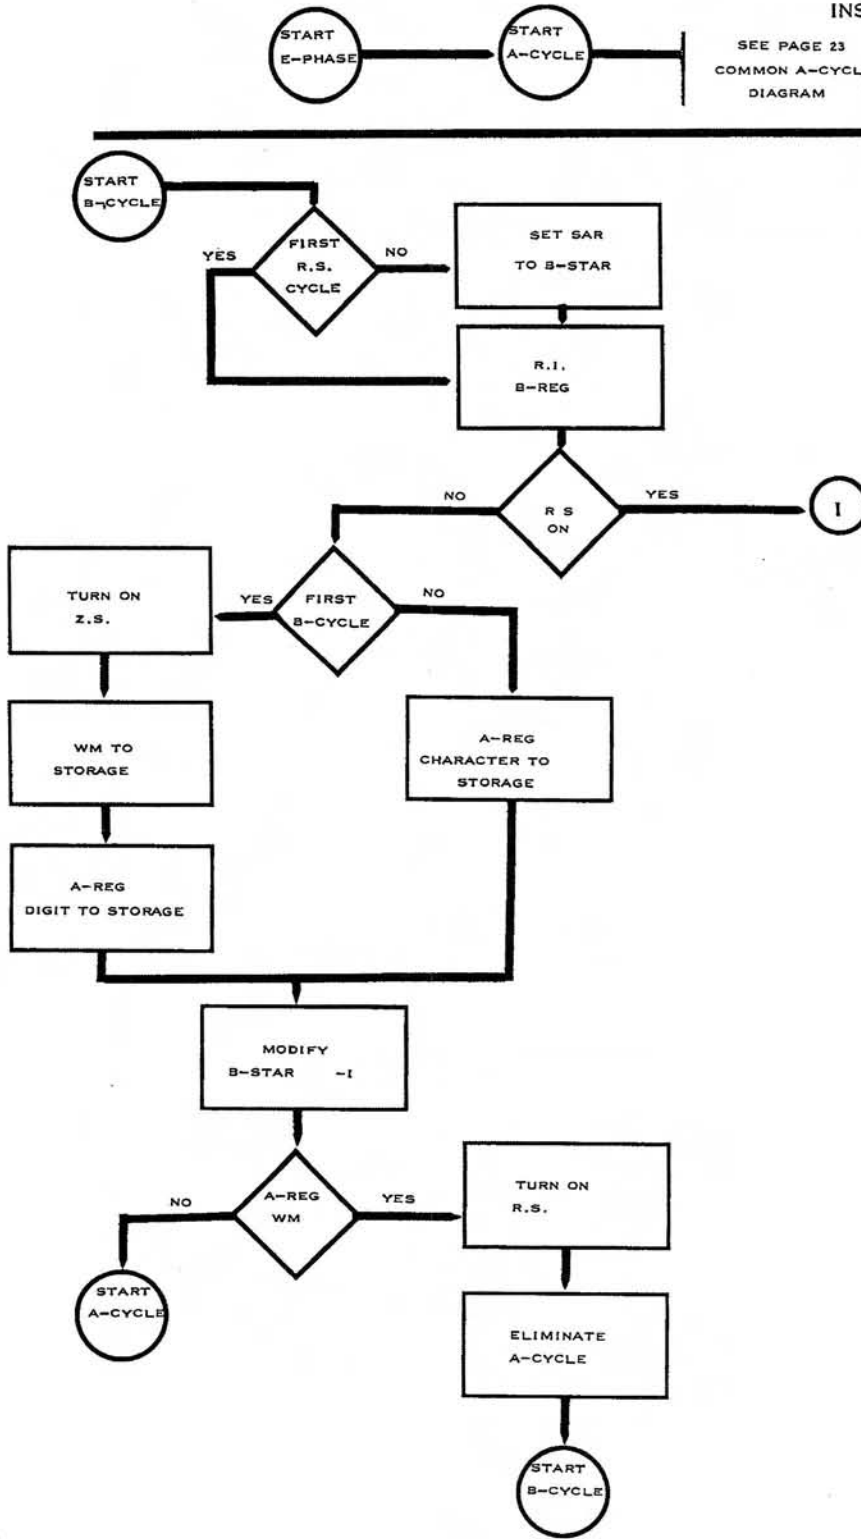 INS
START
E-PHASE
START
A-CYCLE
SEE PAGE 23
COMMON A-CYCL
DIAGRAM
START
B-CYCLE
FIRST
R.S.
CYCLE
YES
NO
SET SAR
TO B-STAR
R.I.
B-REG
R S
ON
NO
YES
I
FIRST
B-CYCLE
YES
NO
TURN ON
Z.S.
WM TO
STORAGE
A-REG
DIGIT TO STORAGE
A-REG
CHARACTER TO
STORAGE
MODIFY
B-STAR -I
A-REG
WM
NO
YES
START
A-CYCLE
TURN ON
R.S.
ELIMINATE
A-CYCLE
START
B-CYCLE